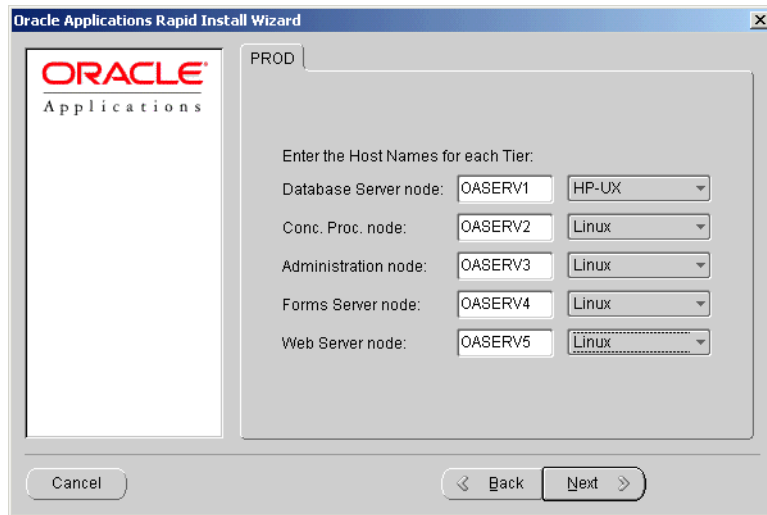 Oracle Applications Rapid Install Wizard
ORACLE
Applications
PROD
Enter the Host Names for each Tier:
Database Server node: OASERV1 HP-UX
Conc. Proc. node: OASERV2 Linux
Administration node: OASERV3 Linux
Forms Server node: OASERV4 Linux
Web Server node: OASERV5 Linux
Cancel Back Next